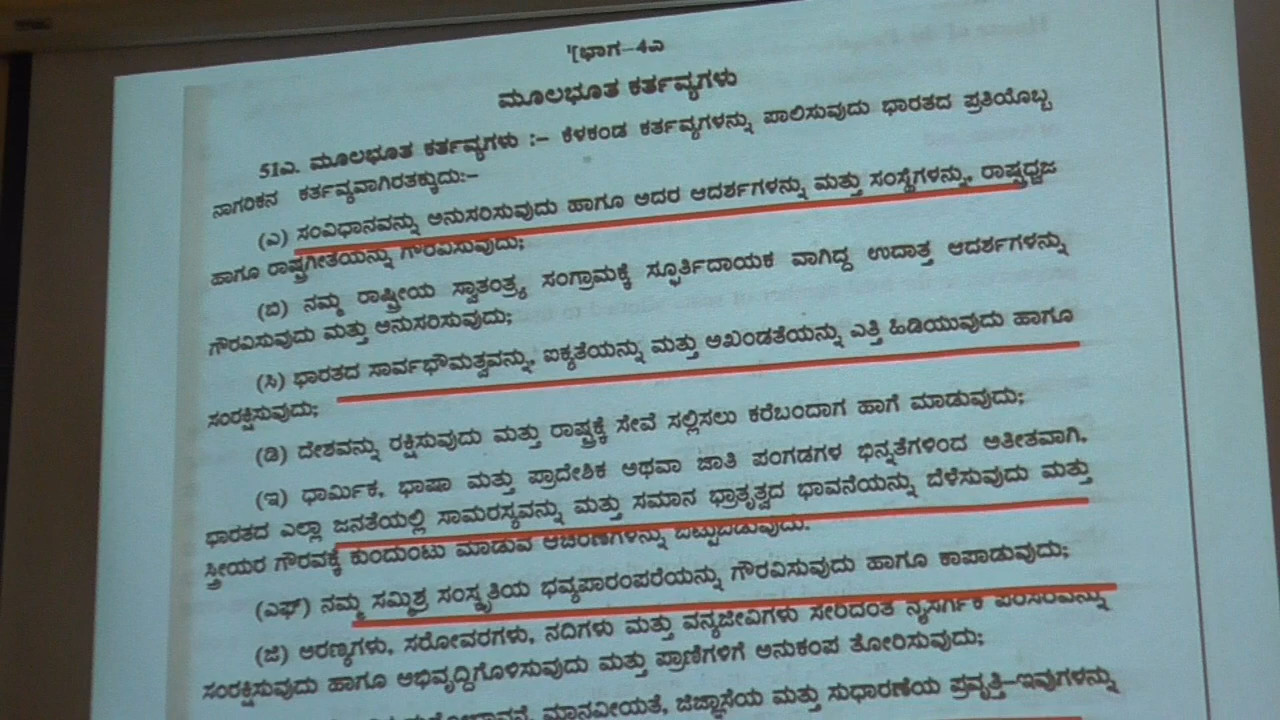 ¹[ಭಾಗ–4ಎ
ಮೂಲಭೂತ ಕರ್ತವ್ಯಗಳು
51ಎ. ಮೂಲಭೂತ ಕರ್ತವ್ಯಗಳು :– ಕೆಳಕಂಡ ಕರ್ತವ್ಯಗಳನ್ನು ಪಾಲಿಸುವುದು ಭಾರತದ ಪ್ರತಿಯೊಬ್ಬ
ನಾಗರಿಕನ ಕರ್ತವ್ಯವಾಗಿರತಕ್ಕುದು:–
(ಎ) ಸಂವಿಧಾನವನ್ನು ಅನುಸರಿಸುವುದು ಹಾಗೂ ಅದರ ಆದರ್ಶಗಳನ್ನು ಮತ್ತು ಸಂಸ್ಥೆಗಳನ್ನು, ರಾಷ್ಟ್ರಧ್ವಜ
ಹಾಗೂ ರಾಷ್ಟ್ರಗೀತೆಯನ್ನು ಗೌರವಿಸುವುದು;
(ಬಿ) ನಮ್ಮ ರಾಷ್ಟ್ರೀಯ ಸ್ವಾತಂತ್ರ್ಯ ಸಂಗ್ರಾಮಕ್ಕೆ ಸ್ಫೂರ್ತಿದಾಯಕ ವಾಗಿದ್ದ ಉದಾತ್ತ ಆದರ್ಶಗಳನ್ನು
ಗೌರವಿಸುವುದು ಮತ್ತು ಅನುಸರಿಸುವುದು;
(ಸಿ) ಭಾರತದ ಸಾರ್ವಭೌಮತ್ವವನ್ನು, ಐಕ್ಯತೆಯನ್ನು ಮತ್ತು ಅಖಂಡತೆಯನ್ನು ಎತ್ತಿ ಹಿಡಿಯುವುದು ಹಾಗೂ
ಸಂರಕ್ಷಿಸುವುದು;
(ಡಿ) ದೇಶವನ್ನು ರಕ್ಷಿಸುವುದು ಮತ್ತು ರಾಷ್ಟ್ರಕ್ಕೆ ಸೇವೆ ಸಲ್ಲಿಸಲು ಕರೆಬಂದಾಗ ಹಾಗೆ ಮಾಡುವುದು;
(ಇ) ಧಾರ್ಮಿಕ, ಭಾಷಾ ಮತ್ತು ಪ್ರಾದೇಶಿಕ ಅಥವಾ ಜಾತಿ ಪಂಗಡಗಳ ಭಿನ್ನತೆಗಳಿಂದ ಅತೀತವಾಗಿ,
ಭಾರತದ ಎಲ್ಲಾ ಜನತೆಯಲ್ಲಿ ಸಾಮರಸ್ಯವನ್ನು ಮತ್ತು ಸಮಾನ ಭ್ರಾತೃತ್ವದ ಭಾವನೆಯನ್ನು ಬೆಳೆಸುವುದು ಮತ್ತು
ಸ್ತ್ರೀಯರ ಗೌರವಕ್ಕೆ ಕುಂದುಂಟು ಮಾಡುವ ಆಚರಣೆಗಳನ್ನು ಬಿಟ್ಟುಬಿಡುವುದು.
(ಎಫ್) ನಮ್ಮ ಸಮ್ಮಿಶ್ರ ಸಂಸ್ಕೃತಿಯ ಭವ್ಯಪಾರಂಪರೆಯನ್ನು ಗೌರವಿಸುವುದು ಹಾಗೂ ಕಾಪಾಡುವುದು;
(ಜಿ) ಅರಣ್ಯಗಳು, ಸರೋವರಗಳು, ನದಿಗಳು ಮತ್ತು ವನ್ಯಜೀವಿಗಳು ಸೇರಿದಂತೆ ನೈಸರ್ಗಿಕ ಪರಿಸರವನ್ನು
ಸಂರಕ್ಷಿಸುವುದು ಹಾಗೂ ಅಭಿವೃದ್ಧಿಗೊಳಿಸುವುದು ಮತ್ತು ಪ್ರಾಣಿಗಳಿಗೆ ಅನುಕಂಪ ತೋರಿಸುವುದು;
ಮಾನವೀಯತೆ, ಜಿಜ್ಞಾಸೆಯ ಮತ್ತು ಸುಧಾರಣೆಯ ಪ್ರವೃತ್ತಿ–ಇವುಗಳನ್ನು